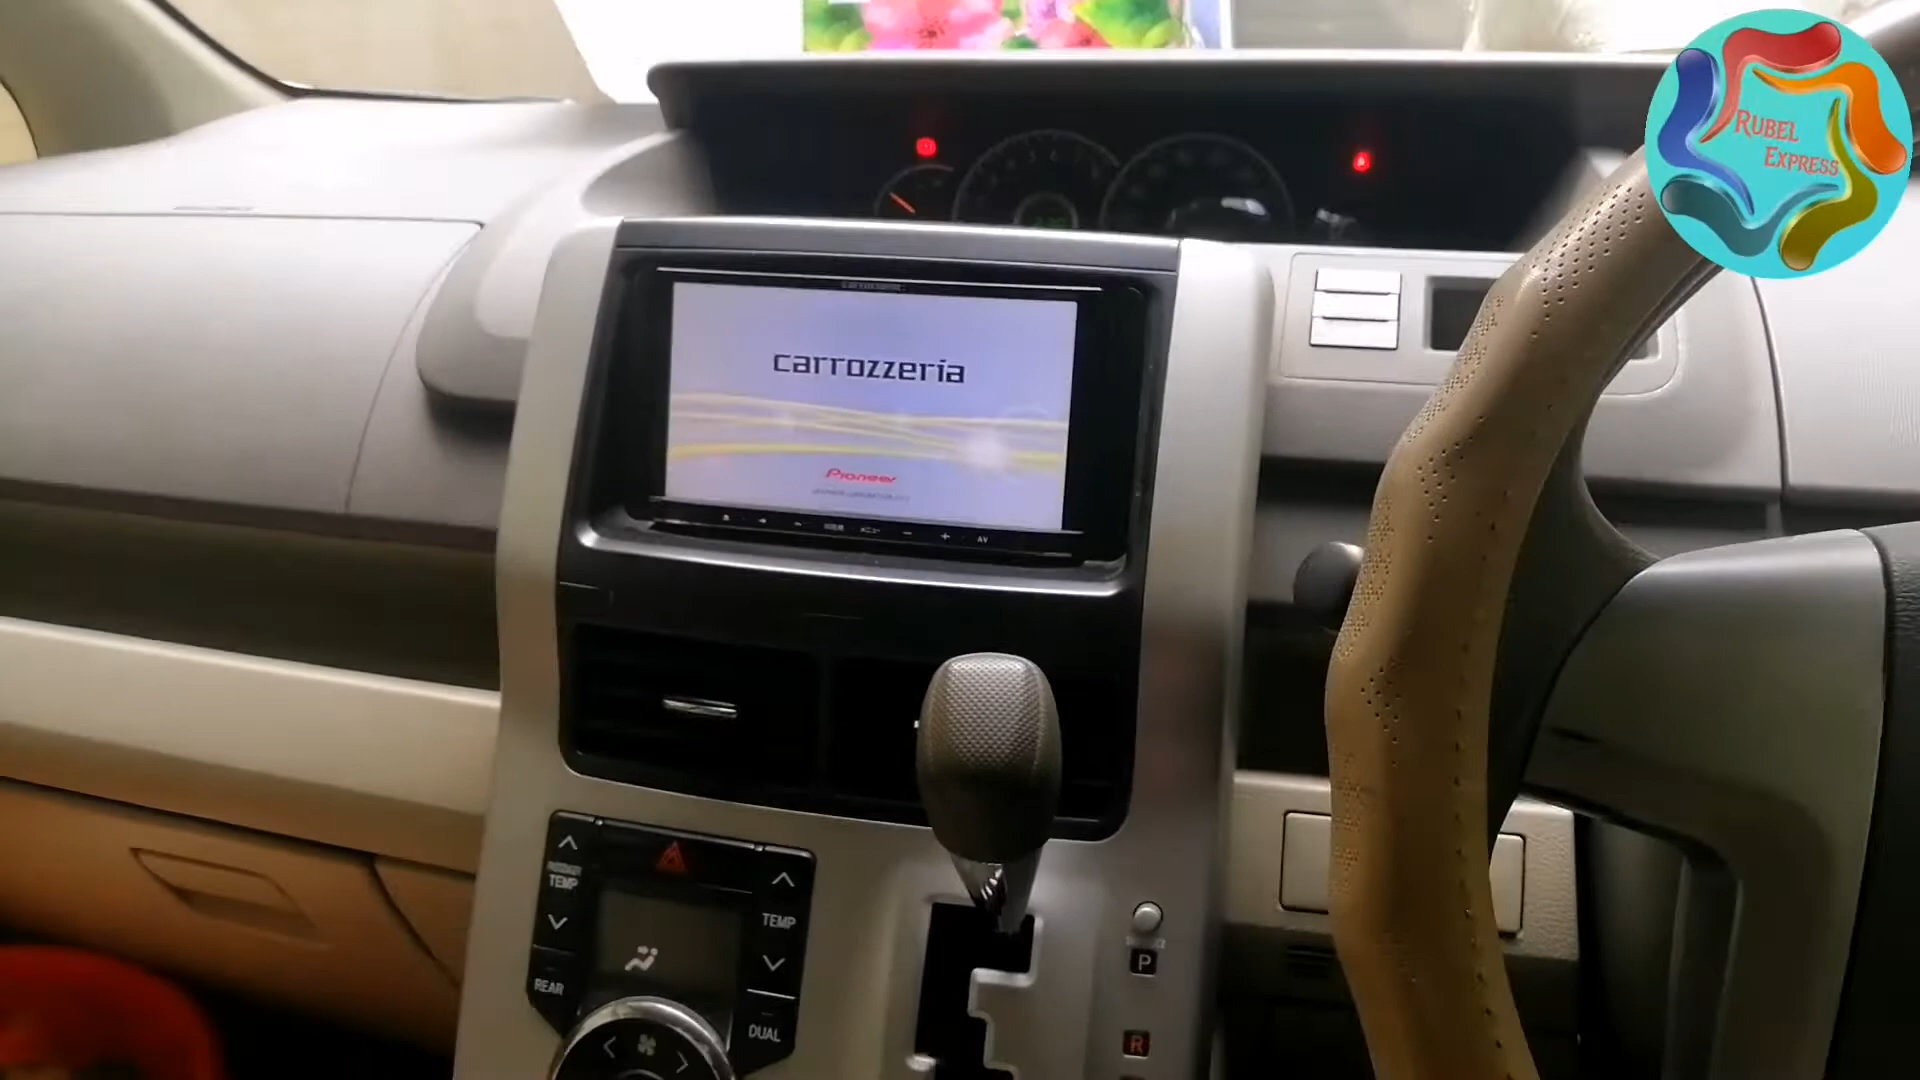 RUBEL
EXPRESS
carrozzeria
Pioneer
AV
TEMP
TEMP
REAR
DUAL
P
R